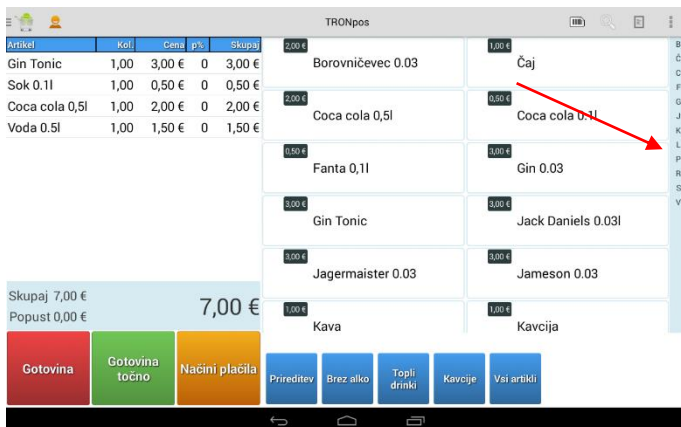 TRONpos
Artikel Kol. Cena p% Skupaj
Gin Tonic 1,00 3,00 € 0 3,00 €
Sok 0.1l 1,00 0,50 € 0 0,50 €
Coca cola 0,5l 1,00 2,00 € 0 2,00 €
Voda 0.5l 1,00 1,50 € 0 1,50 €
Skupaj 7,00 €
Popust 0,00 €
7,00 €
Gotovina
Gotovina
točno
Načini plačila
2,00 €
Borovničevec 0.03
1,00 €
Čaj
2,00 €
Coca cola 0,5l
0,50 €
Coca cola 0.1l
0,50 €
Fanta 0,1l
3,00 €
Gin 0.03
3,00 €
Gin Tonic
3,00 €
Jack Daniels 0.03l
3,00 €
Jagermaister 0.03
3,00 €
Jameson 0.03
1,00 €
Kava
1,00 €
Kavcija
B
Č
C
F
G
J
K
L
P
R
S
V
Prireditev
Brez alko
Topli
drinki
Kavcije
Vsi artikli